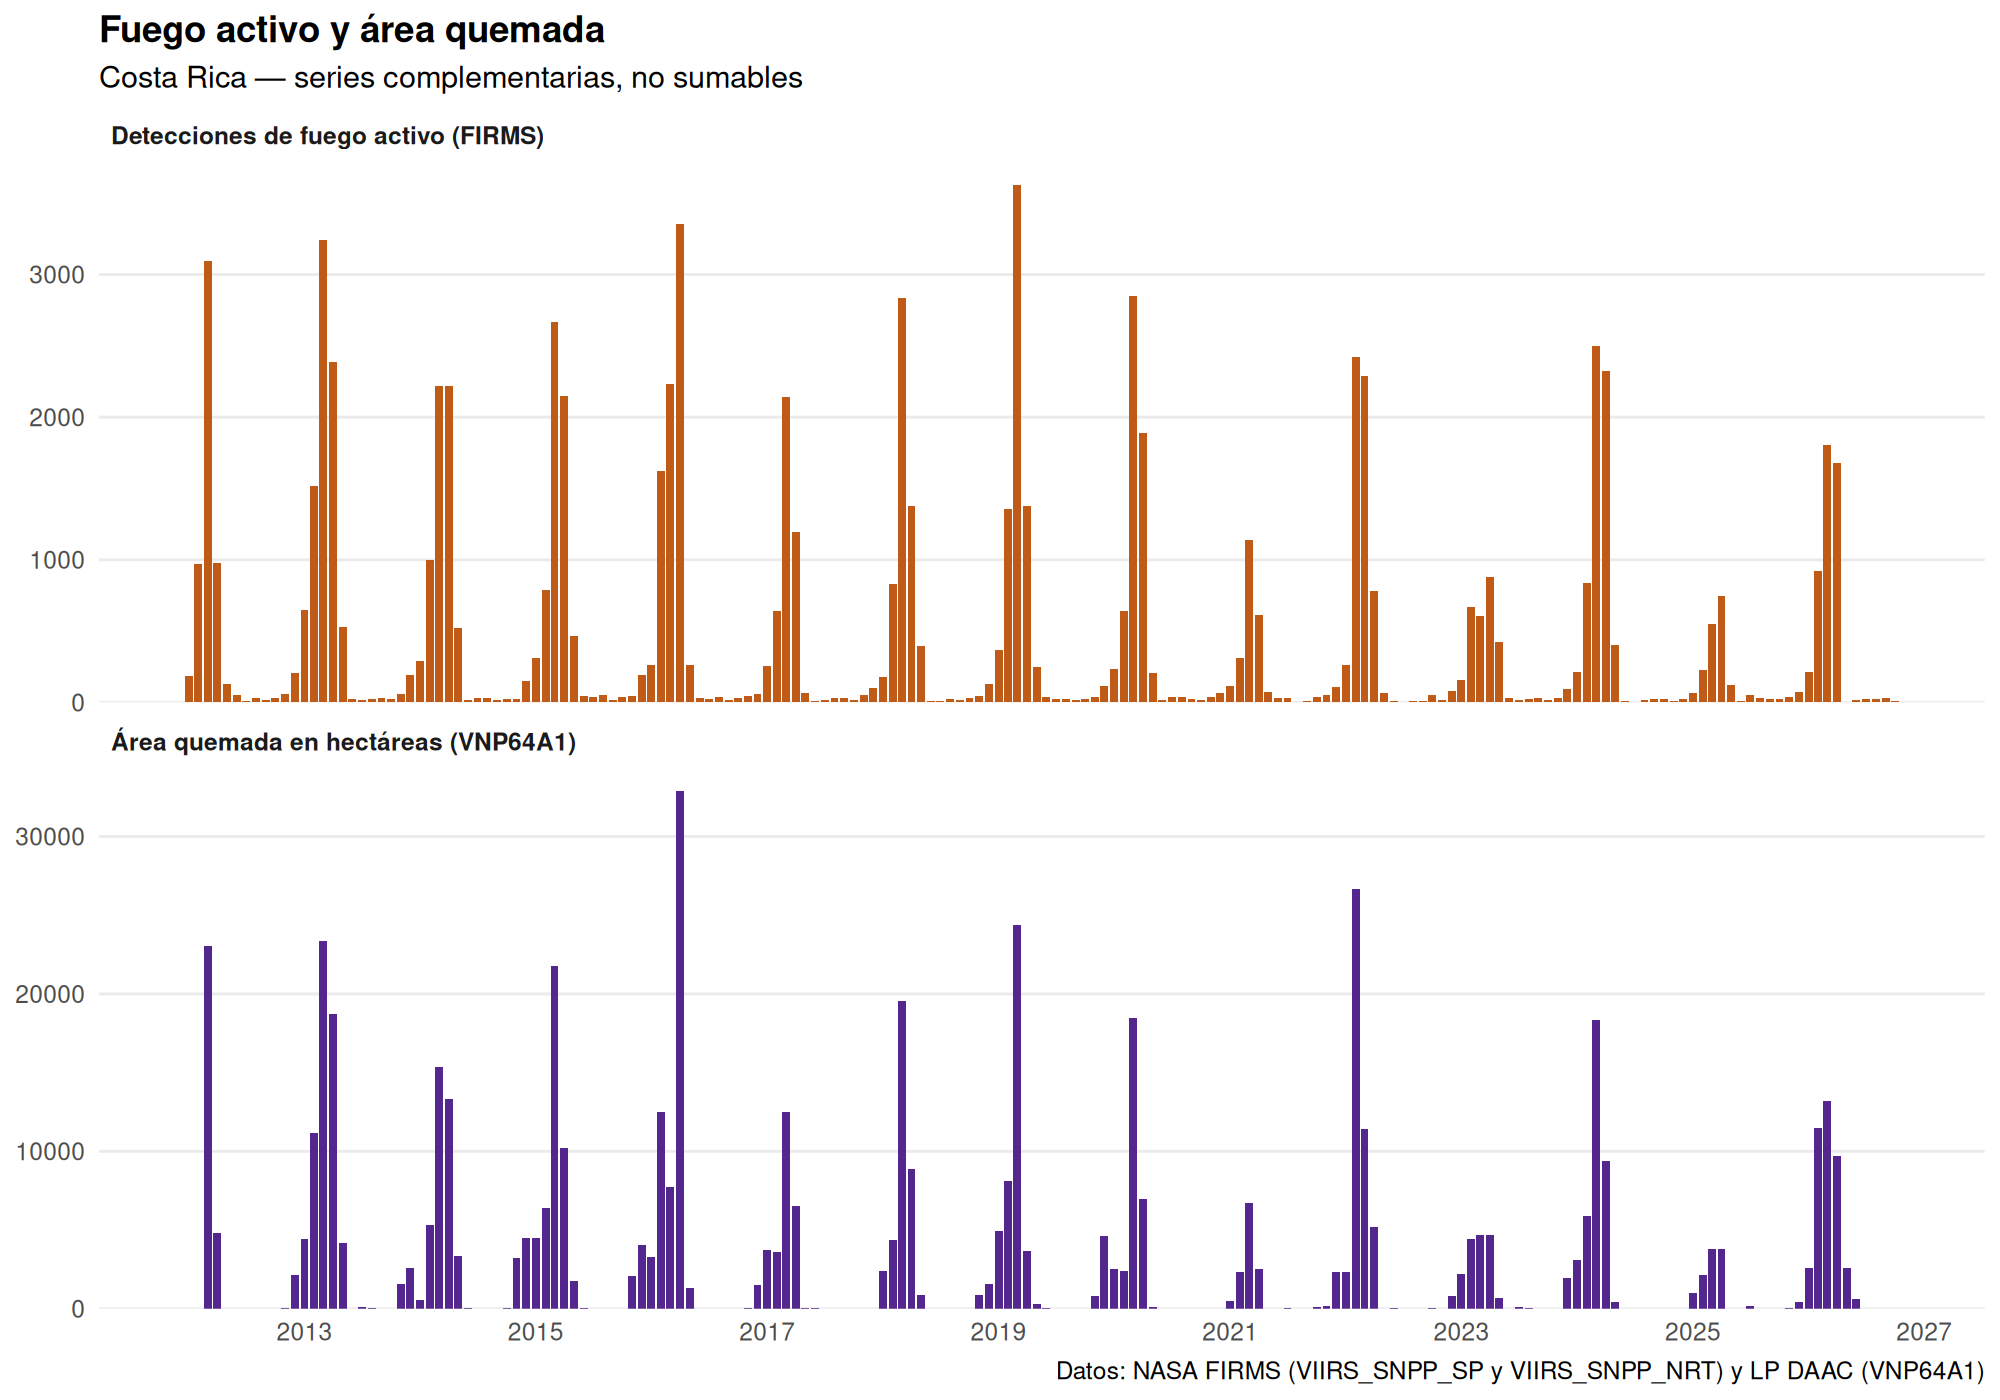 Fuego activo y área quemada
Costa Rica — series complementarias, no sumables
Detecciones de fuego activo (FIRMS)
3000
2000
1000
0
Área quemada en hectáreas (VNP64A1)
30000
20000
10000
0
2013 2015 2017 2019 2021 2023 2025 2027
Datos: NASA FIRMS (VIIRS_SNPP_SP y VIIRS_SNPP_NRT) y LP DAAC (VNP64A1)